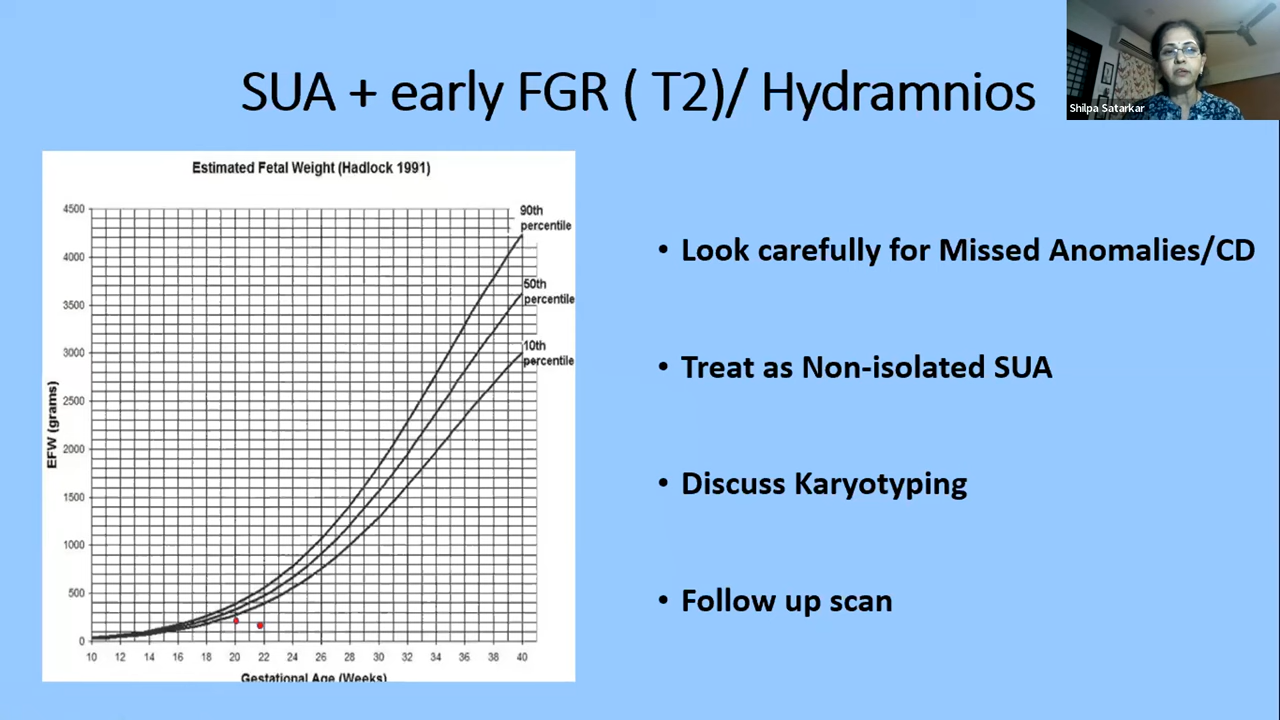 SUA + early FGR ( T2)/ Hydramnios
Shilpa Satarkar
Estimated Fetal Weight (Hadlock 1991)
4500
4000
3500
3000
2500
2000
1500
1000
500
0
EFW (grams)
90th
percentile
50th
percentile
10th
percentile
10 12 14 16 18 20 22 24 26 28 30 32 34 36 38 40
Gestational Age (Weeks)
• Look carefully for Missed Anomalies/CD
• Treat as Non-isolated SUA
• Discuss Karyotyping
• Follow up scan